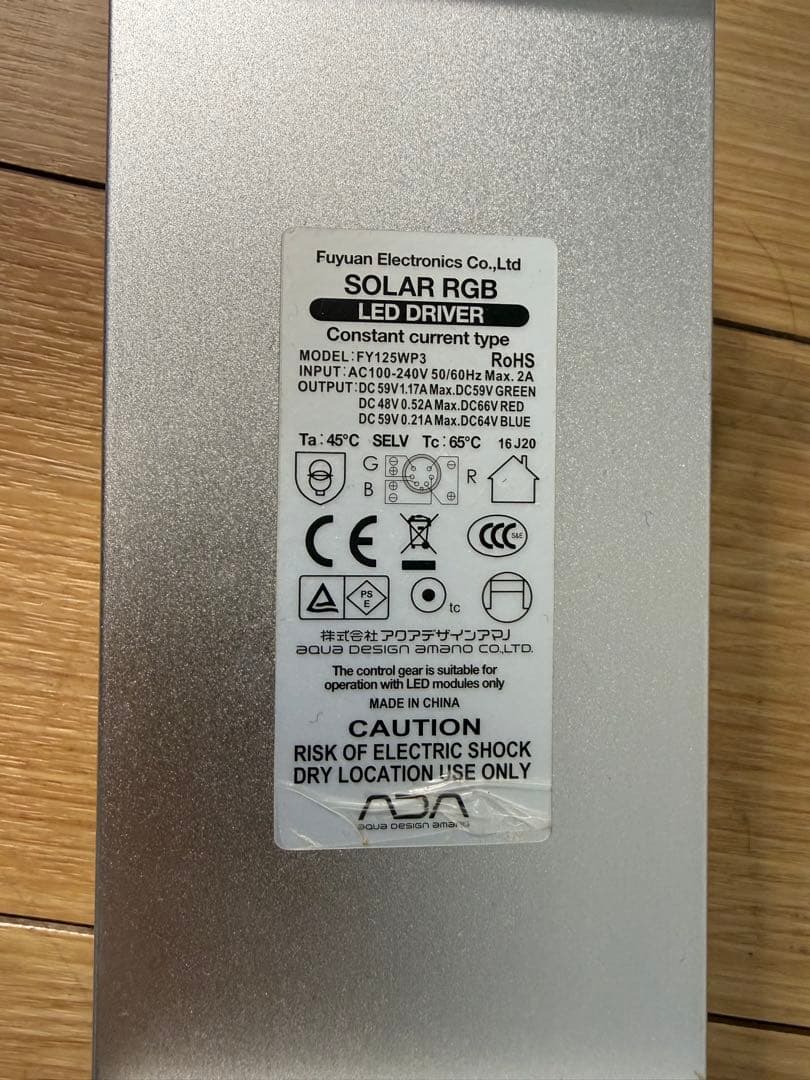 Fuyuan Electronics Co.,Ltd
SOLAR RGB
LED DRIVER
Constant current type
MODEL:FY125WP3 RoHS
INPUT:AC100-240V 50/60Hz Max. 2A
OUTPUT:DC 59V 1.17A Max.DC59V GREEN
DC 48V 0.52A Max.DC66V RED
DC 59V 0.21A Max.DC64V BLUE
Ta:45°C SELV Tc:65°C 16J20
G
B
R
CE
CCC S&E
PS
E
tc
株式会社 アクアデザインアマノ
aqua DESIGN amano CO.,LTD.
The control gear is suitable for
operation with LED modules only
MADE IN CHINA
CAUTION
RISK OF ELECTRIC SHOCK
DRY LOCATION USE ONLY
ADA
aqua DESIGN amano